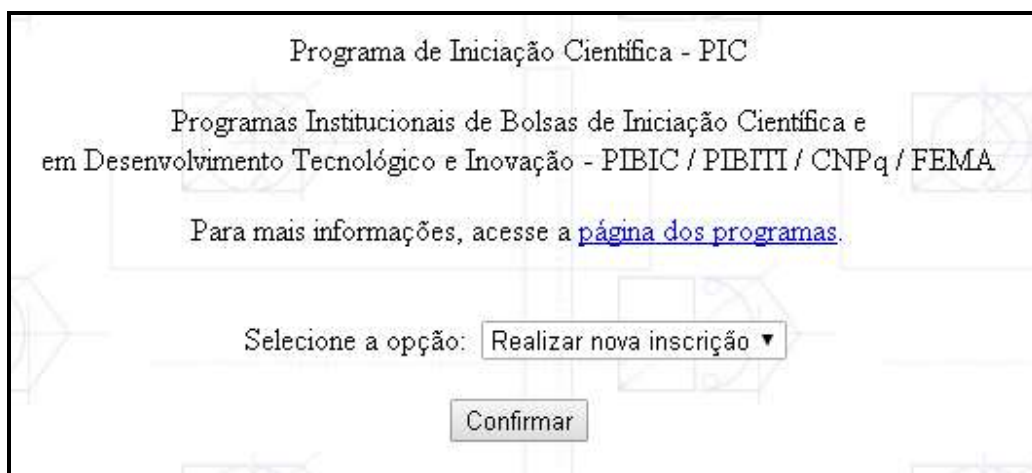 Programa de Iniciação Científica - PIC
Programas Institucionais de Bolsas de Iniciação Científica e
em Desenvolvimento Tecnológico e Inovação - PIBIC / PIBITI / CNPq / FEMA
Para mais informações, acesse a página dos programas.
Selecione a opção: Realizar nova inscrição
Confirmar